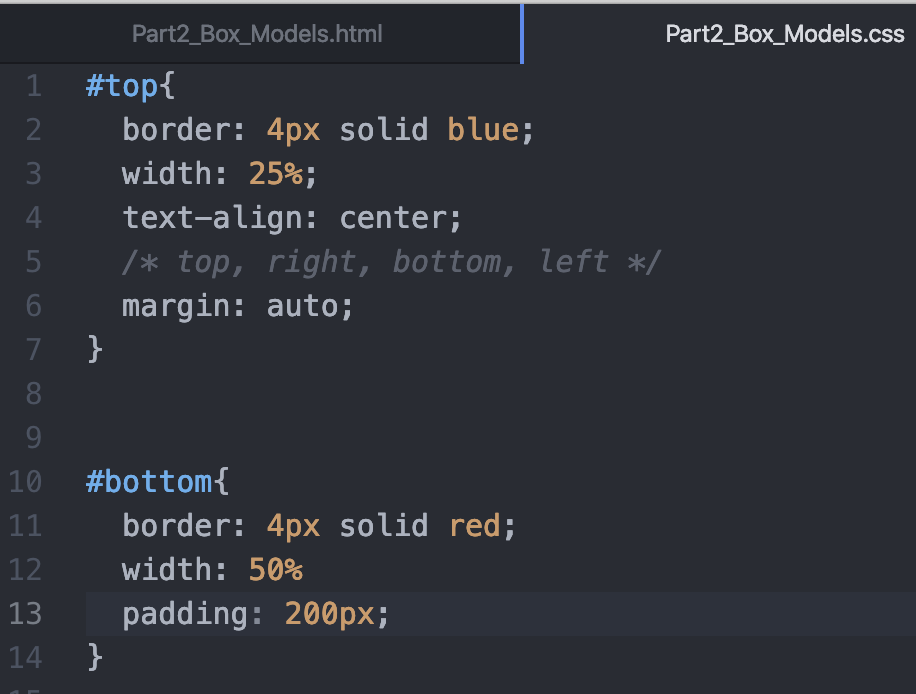 Part2_Box_Models.html Part2_Box_Models.css
1 #top{
2 border: 4px solid blue;
3 width: 25%;
4 text-align: center;
5 /* top, right, bottom, left */
6 margin: auto;
7 }
8
9
10 #bottom{
11 border: 4px solid red;
12 width: 50%
13 padding: 200px;
14 }